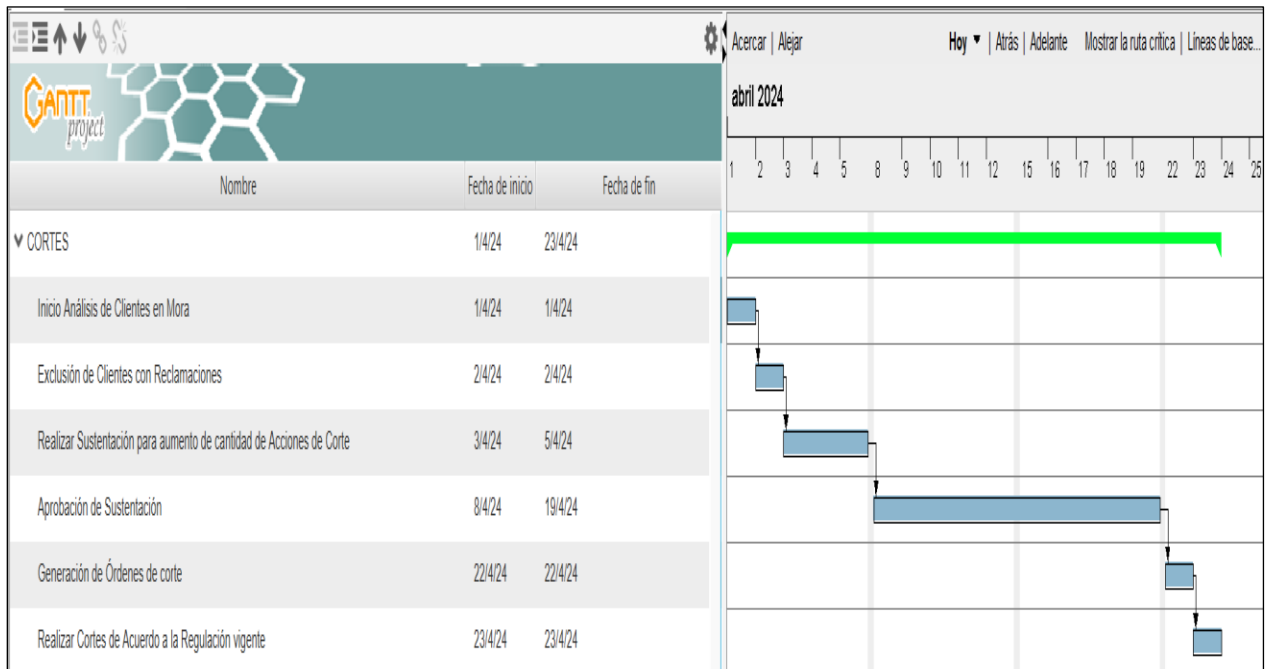 Acercar | Alejar Hoy ▼ | Atrás | Adelante Mostrar la ruta crítica | Líneas de base...
GANTT
project
abril 2024
1 2 3 4 5 8 9 10 11 12 15 16 17 18 19 22 23 24 25
Nombre Fecha de inicio Fecha de fin
CORTES 1/4/24 23/4/24
Inicio Análisis de Clientes en Mora 1/4/24 1/4/24
Exclusión de Clientes con Reclamaciones 2/4/24 2/4/24
Realizar Sustentación para aumento de cantidad de Acciones de Corte 3/4/24 5/4/24
Aprobación de Sustentación 8/4/24 19/4/24
Generación de Órdenes de corte 22/4/24 22/4/24
Realizar Cortes de Acuerdo a la Regulación vigente 23/4/24 23/4/24